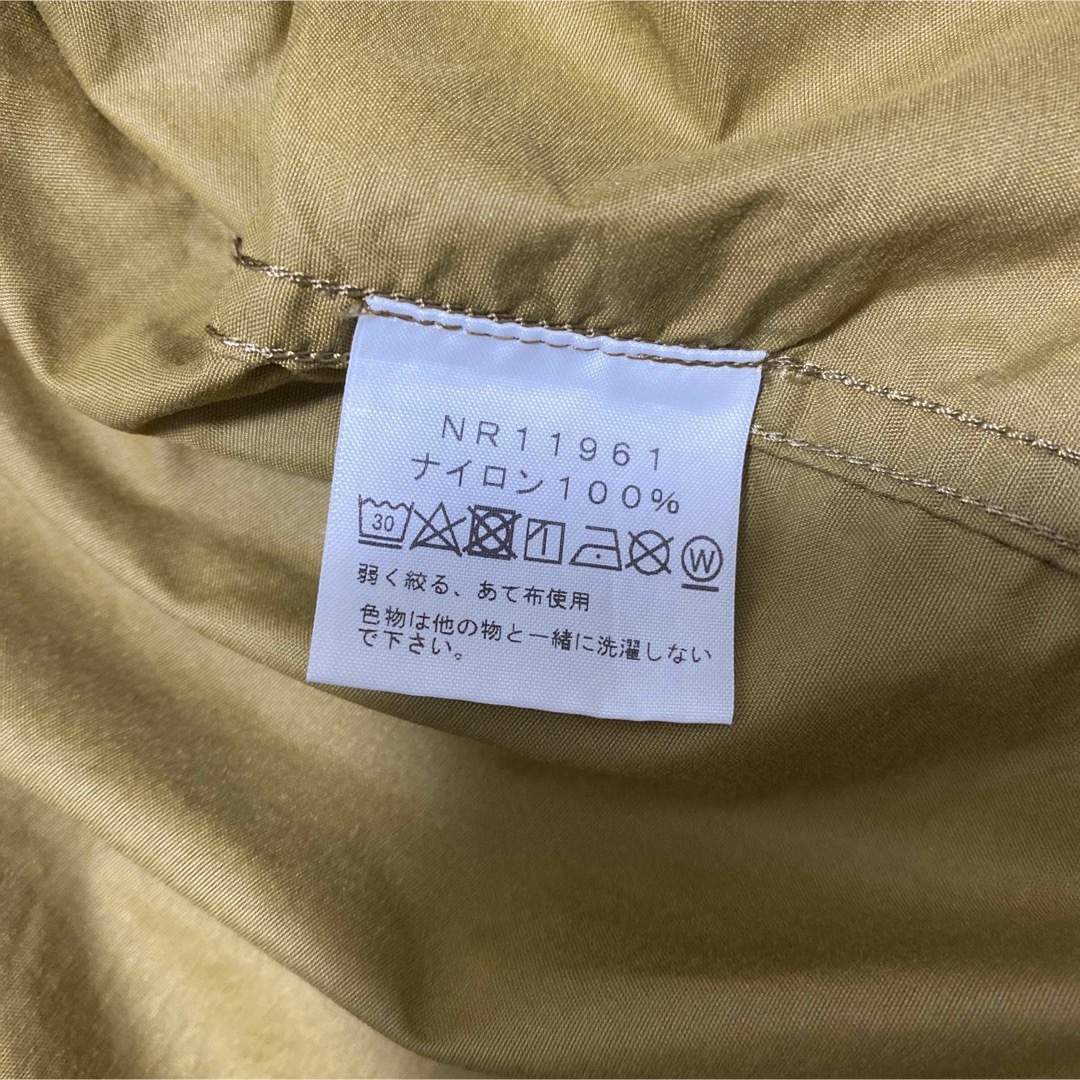 NR11961
ナイロン100%
30 W
弱く絞る、あて布使用
色物は他の物と一緒に洗濯しない
で下さい。